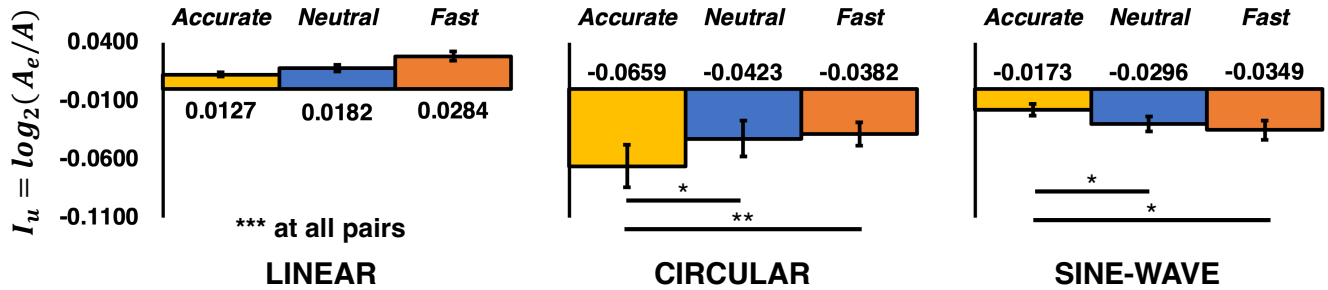 Accurate Neutral Fast Accurate Neutral Fast Accurate Neutral Fast
I_u = log_2(A_e/A)
0.0400
-0.0100
-0.0600
-0.1100
0.0127 0.0182 0.0284
-0.0659 -0.0423 -0.0382
-0.0173 -0.0296 -0.0349
*** at all pairs
*
**
*
*
LINEAR CIRCULAR SINE-WAVE